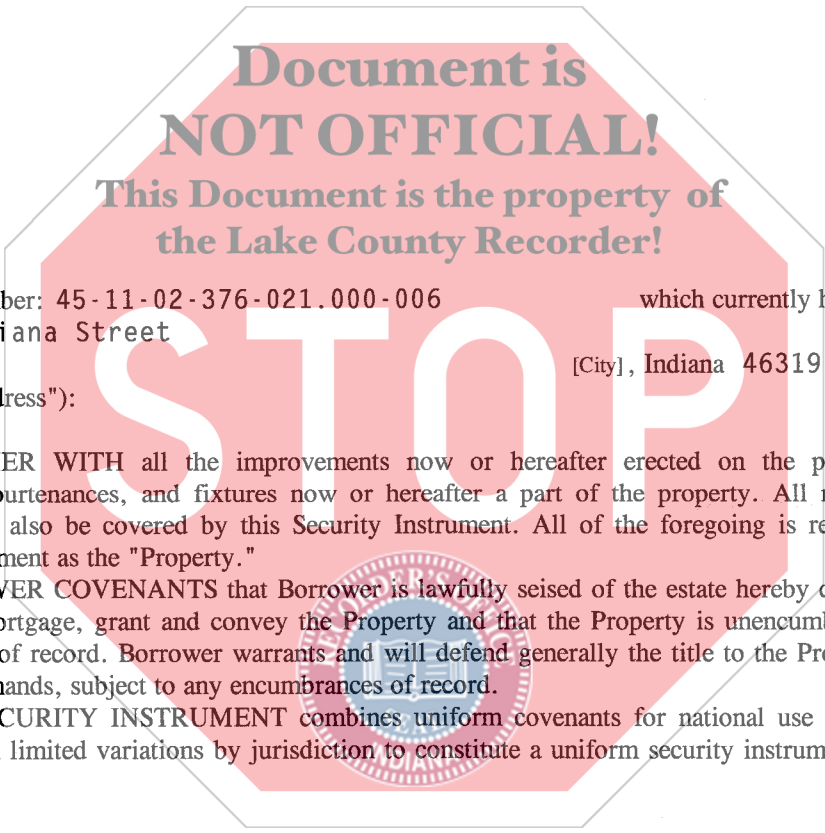 Document is
NOT OFFICIAL!
This Document is the property of
the Lake County Recorder!
ber: 45-11-02-376-021.000-006 which currently h
iana Street
[City], Indiana 46319
lress"):
ER WITH all the improvements now or hereafter erected on the p
purtenances, and fixtures now or hereafter a part of the property. All r
also be covered by this Security Instrument. All of the foregoing is re
ment as the "Property."
VER COVENANTS that Borrower is lawfully seised of the estate hereby c
ortgage, grant and convey the Property and that the Property is unencumb
of record. Borrower warrants and will defend generally the title to the Pro
nands, subject to any encumbrances of record.
CURITY INSTRUMENT combines uniform covenants for national use
limited variations by jurisdiction to constitute a uniform security instrum
STOP
RECORDER'S OFFICE
SEAL
INDIANA